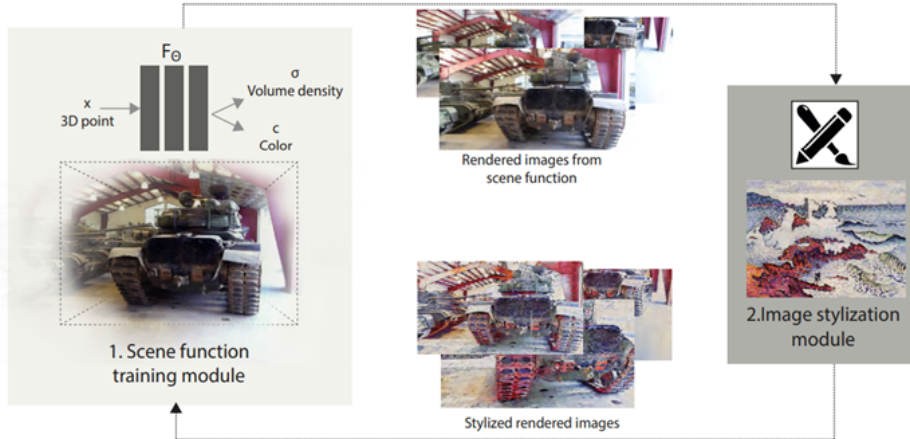 F_Θ
σ
Volume density
x
3D point
c
Color
1. Scene function
training module
Rendered images from
scene function
2.Image stylization
module
Stylized rendered images